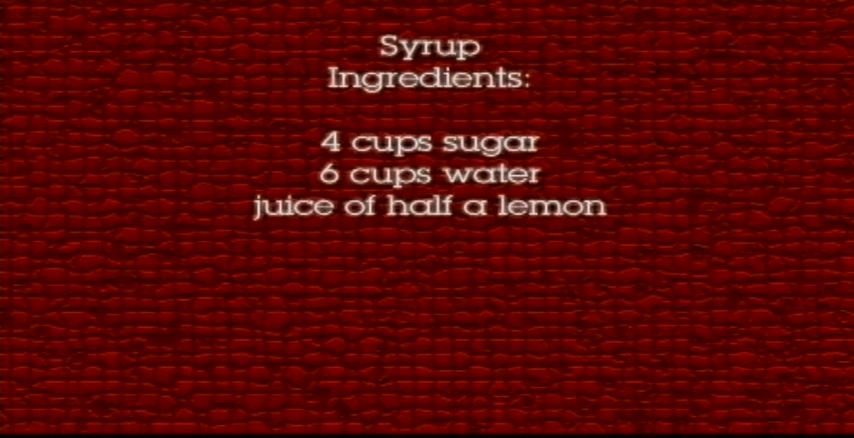 Syrup
Ingredients:
4 cups sugar
6 cups water
juice of half a lemon